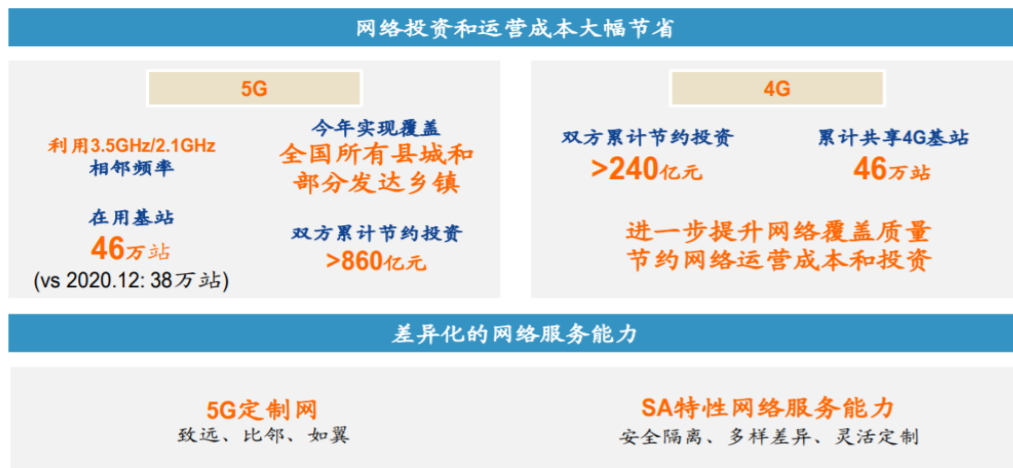 网络投资和运营成本大幅节省
5G
利用3.5GHz/2.1GHz
相邻频率
今年实现覆盖
全国所有县城和
部分发达乡镇
在用基站
46万站
(vs 2020.12: 38万站)
双方累计节约投资
>860亿元
4G
双方累计节约投资
>240亿元
累计共享4G基站
46万站
进一步提升网络覆盖质量
节约网络运营成本和投资
差异化的网络服务能力
5G定制网
致远、比邻、如翼
SA特性网络服务能力
安全隔离、多样差异、灵活定制